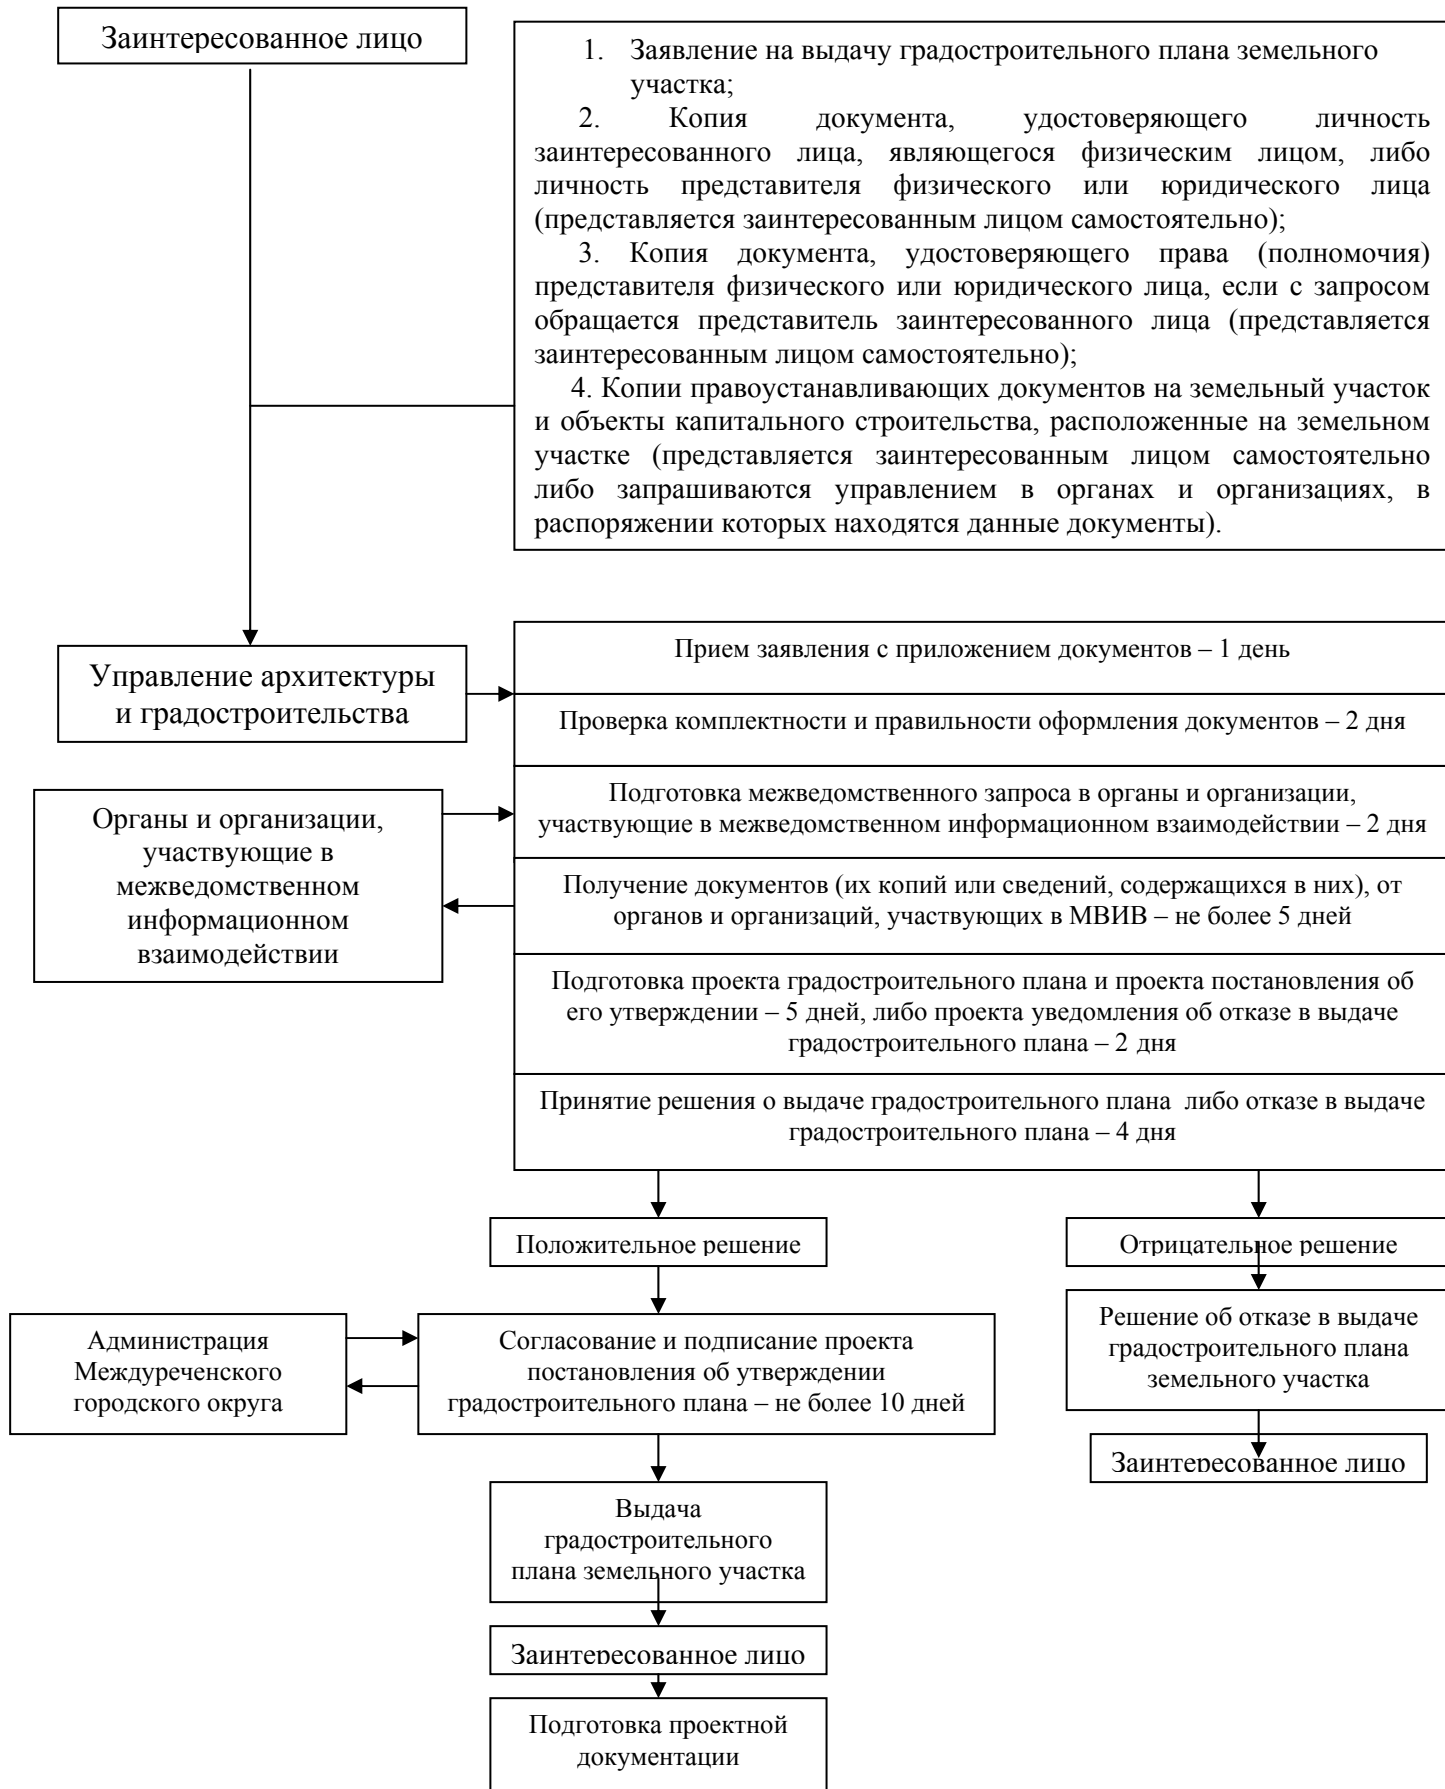 Заинтересованное лицо
1. Заявление на выдачу градостроительного плана земельного
участка;
2. Копия документа, удостоверяющего личность
заинтересованного лица, являющегося физическим лицом, либо
личность представителя физического или юридического лица
(представляется заинтересованным лицом самостоятельно);
3. Копия документа, удостоверяющего права (полномочия)
представителя физического или юридического лица, если с запросом
обращается представитель заинтересованного лица (представляется
заинтересованным лицом самостоятельно);
4. Копии правоустанавливающих документов на земельный участок
и объекты капитального строительства, расположенные на земельном
участке (представляется заинтересованным лицом самостоятельно
либо запрашиваются управлением в органах и организациях, в
распоряжении которых находятся данные документы).
Управление архитектуры
и градостроительства
Прием заявления с приложением документов – 1 день
Проверка комплектности и правильности оформления документов – 2 дня
Органы и организации,
участвующие в
межведомственном
информационном
взаимодействии
Подготовка межведомственного запроса в органы и организации,
участвующие в межведомственном информационном взаимодействии – 2 дня
Получение документов (их копий или сведений, содержащихся в них), от
органов и организаций, участвующих в МВИВ – не более 5 дней
Подготовка проекта градостроительного плана и проекта постановления об
его утверждении – 5 дней, либо проекта уведомления об отказе в выдаче
градостроительного плана – 2 дня
Принятие решения о выдаче градостроительного плана либо отказе в выдаче
градостроительного плана – 4 дня
Положительное решение
Отрицательное решение
Администрация
Междуреченского
городского округа
Согласование и подписание проекта
постановления об утверждении
градостроительного плана – не более 10 дней
Решение об отказе в выдаче
градостроительного плана
земельного участка
Заинтересованное лицо
Выдача
градостроительного
плана земельного участка
Заинтересованное лицо
Подготовка проектной
документации